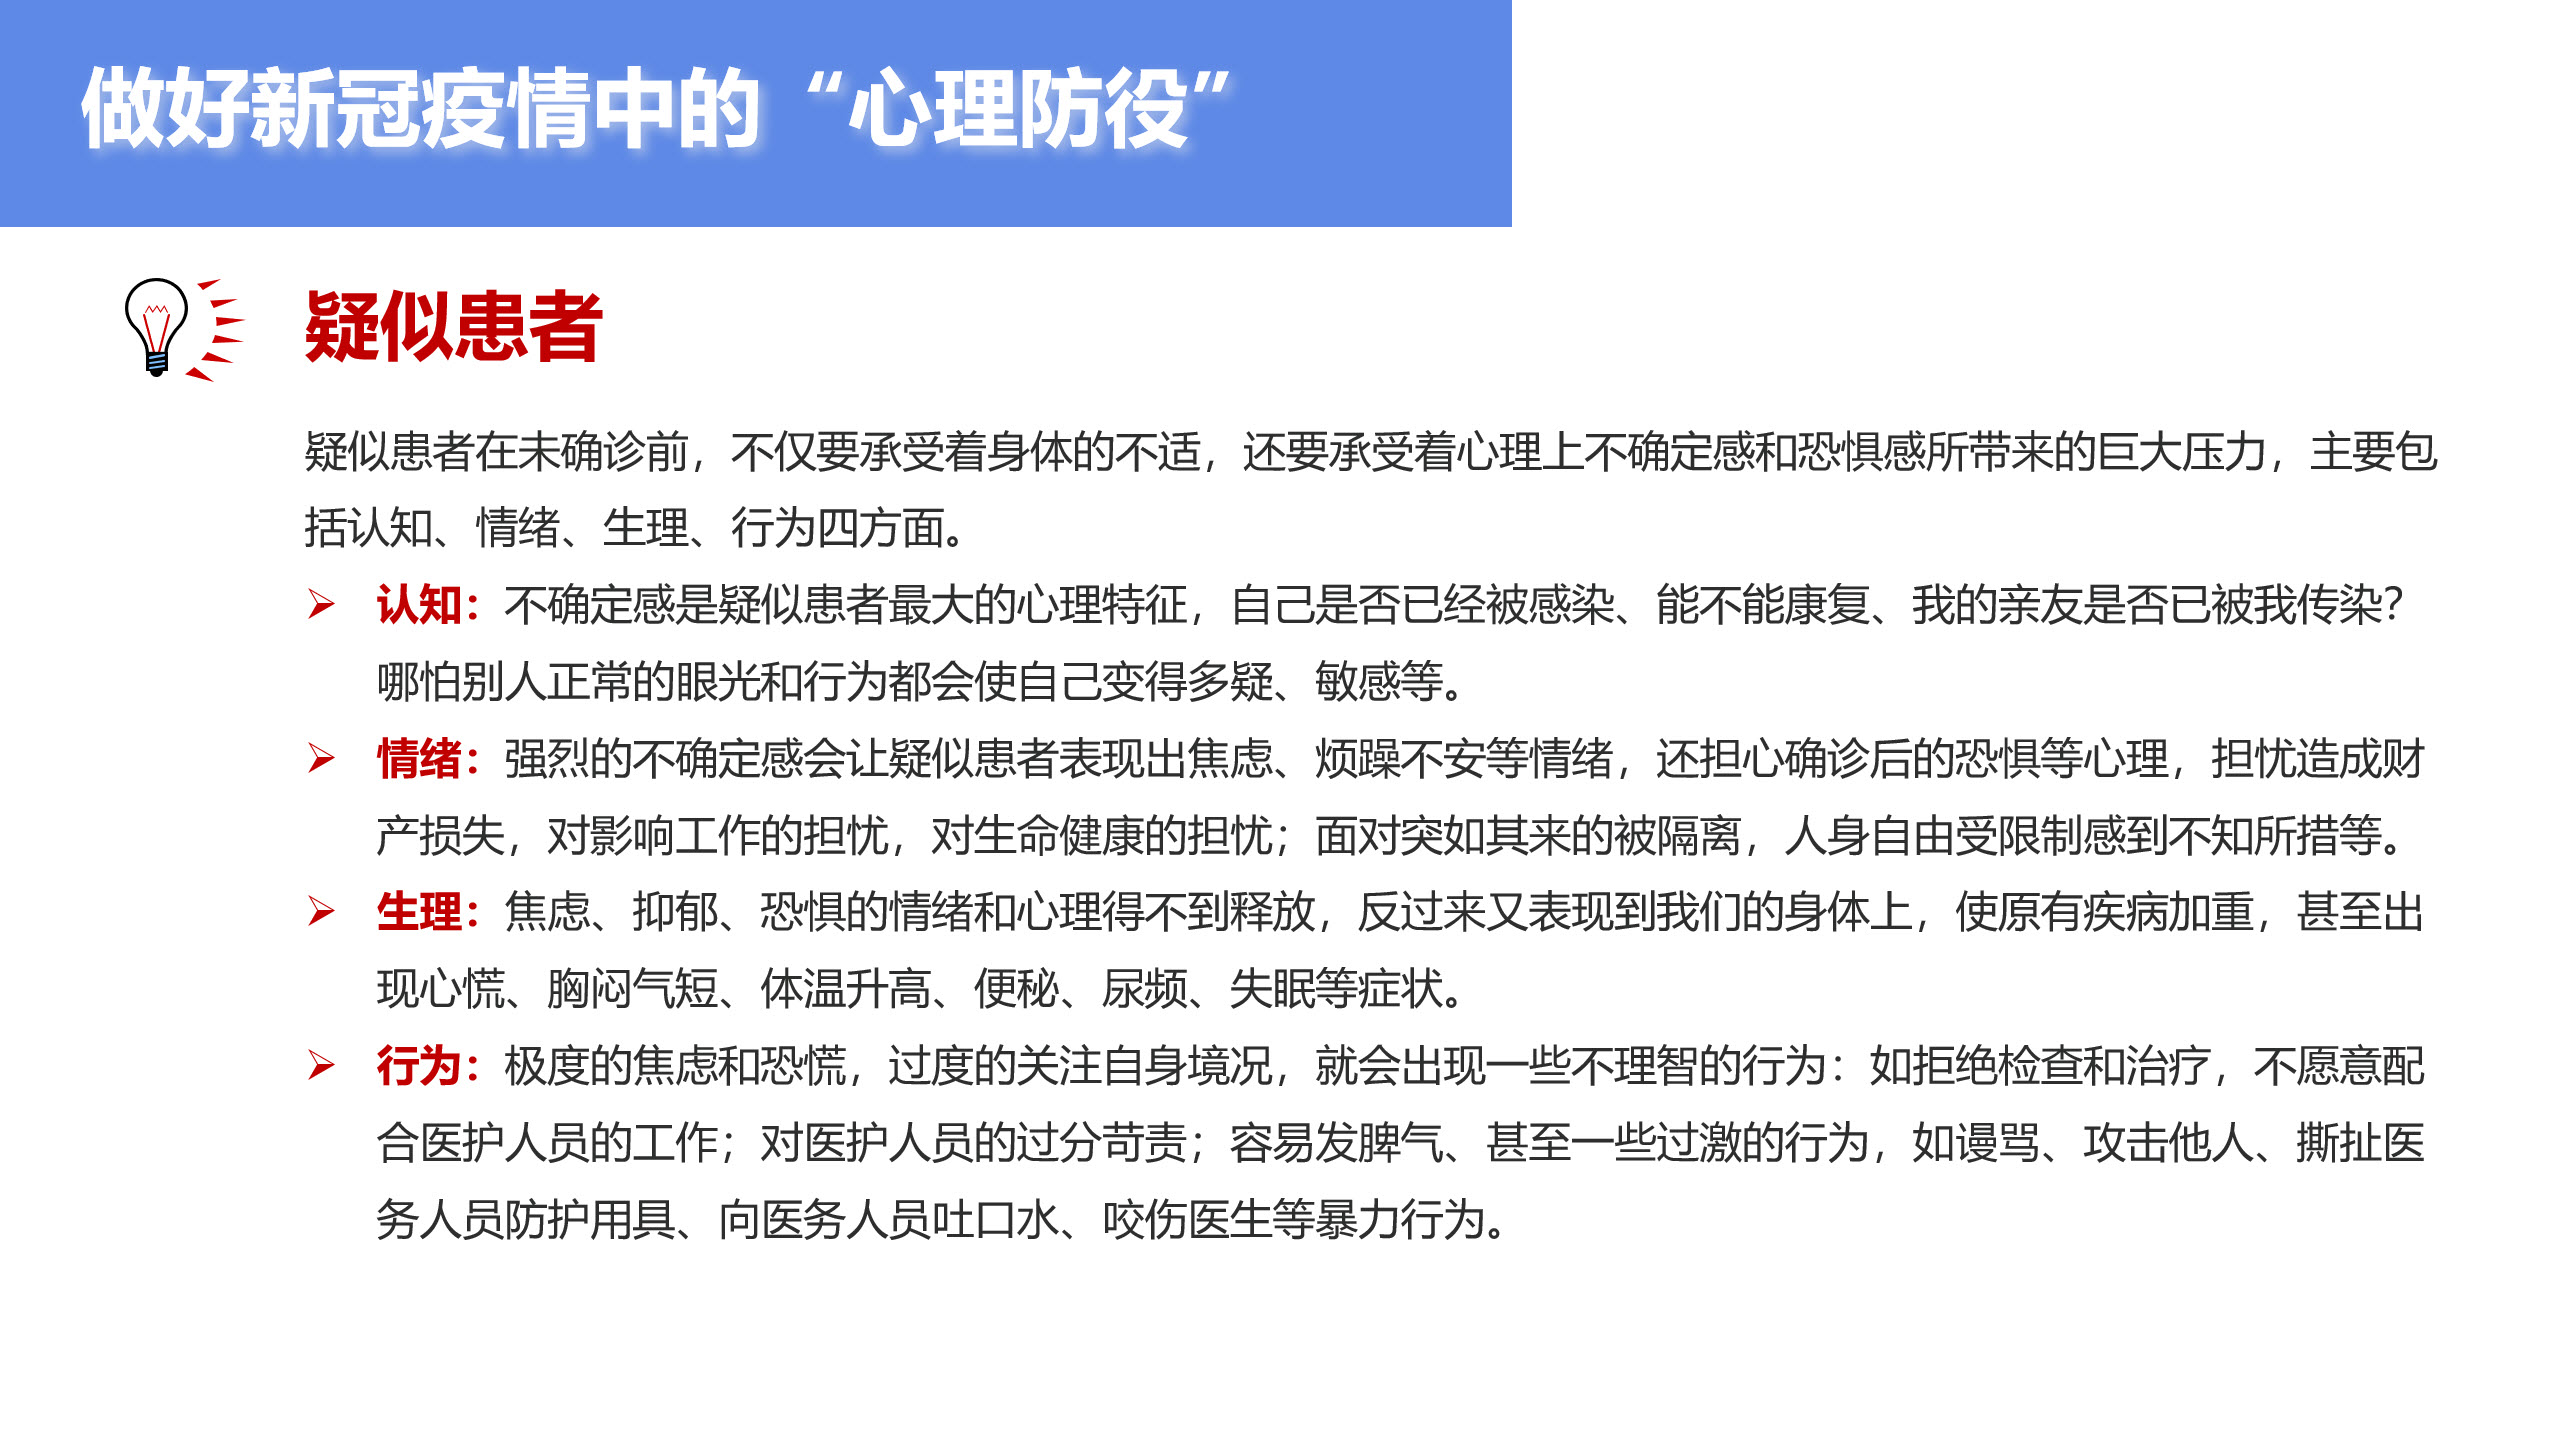 做好新冠疫情中的“心理防役”
疑似患者
疑似患者在未确诊前，不仅要承受着身体的不适，还要承受着心理上不确定感和恐惧感所带来的巨大压力，主要包
括认知、情绪、生理、行为四方面。
认知：不确定感是疑似患者最大的心理特征，自己是否已经被感染、能不能康复、我的亲友是否已被我传染？
哪怕别人正常的眼光和行为都会使自己变得多疑、敏感等。
情绪：强烈的不确定感会让疑似患者表现出焦虑、烦躁不安等情绪，还担心确诊后的恐惧等心理，担忧造成财
产损失，对影响工作的担忧，对生命健康的担忧；面对突如其来的被隔离，人身自由受限制感到不知所措等。
生理：焦虑、抑郁、恐惧的情绪和心理得不到释放，反过来又表现到我们的身体上，使原有疾病加重，甚至出
现心慌、胸闷气短、体温升高、便秘、尿频、失眠等症状。
行为：极度的焦虑和恐慌，过度的关注自身境况，就会出现一些不理智的行为：如拒绝检查和治疗，不愿意配
合医护人员的工作；对医护人员的过分苛责；容易发脾气、甚至一些过激的行为，如谩骂、攻击他人、撕扯医
务人员防护用具、向医务人员吐口水、咬伤医生等暴力行为。